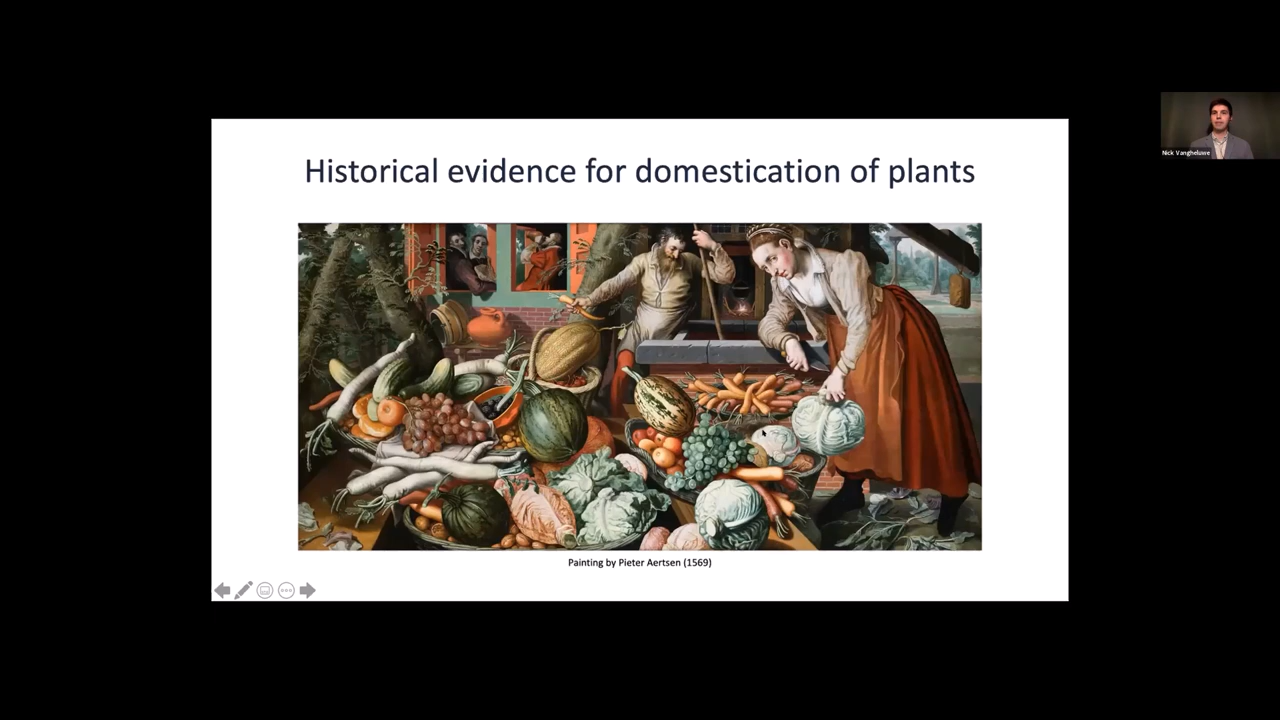 Historical evidence for domestication of plants
Painting by Pieter Aertsen (1569)
Nick Vangheluwe